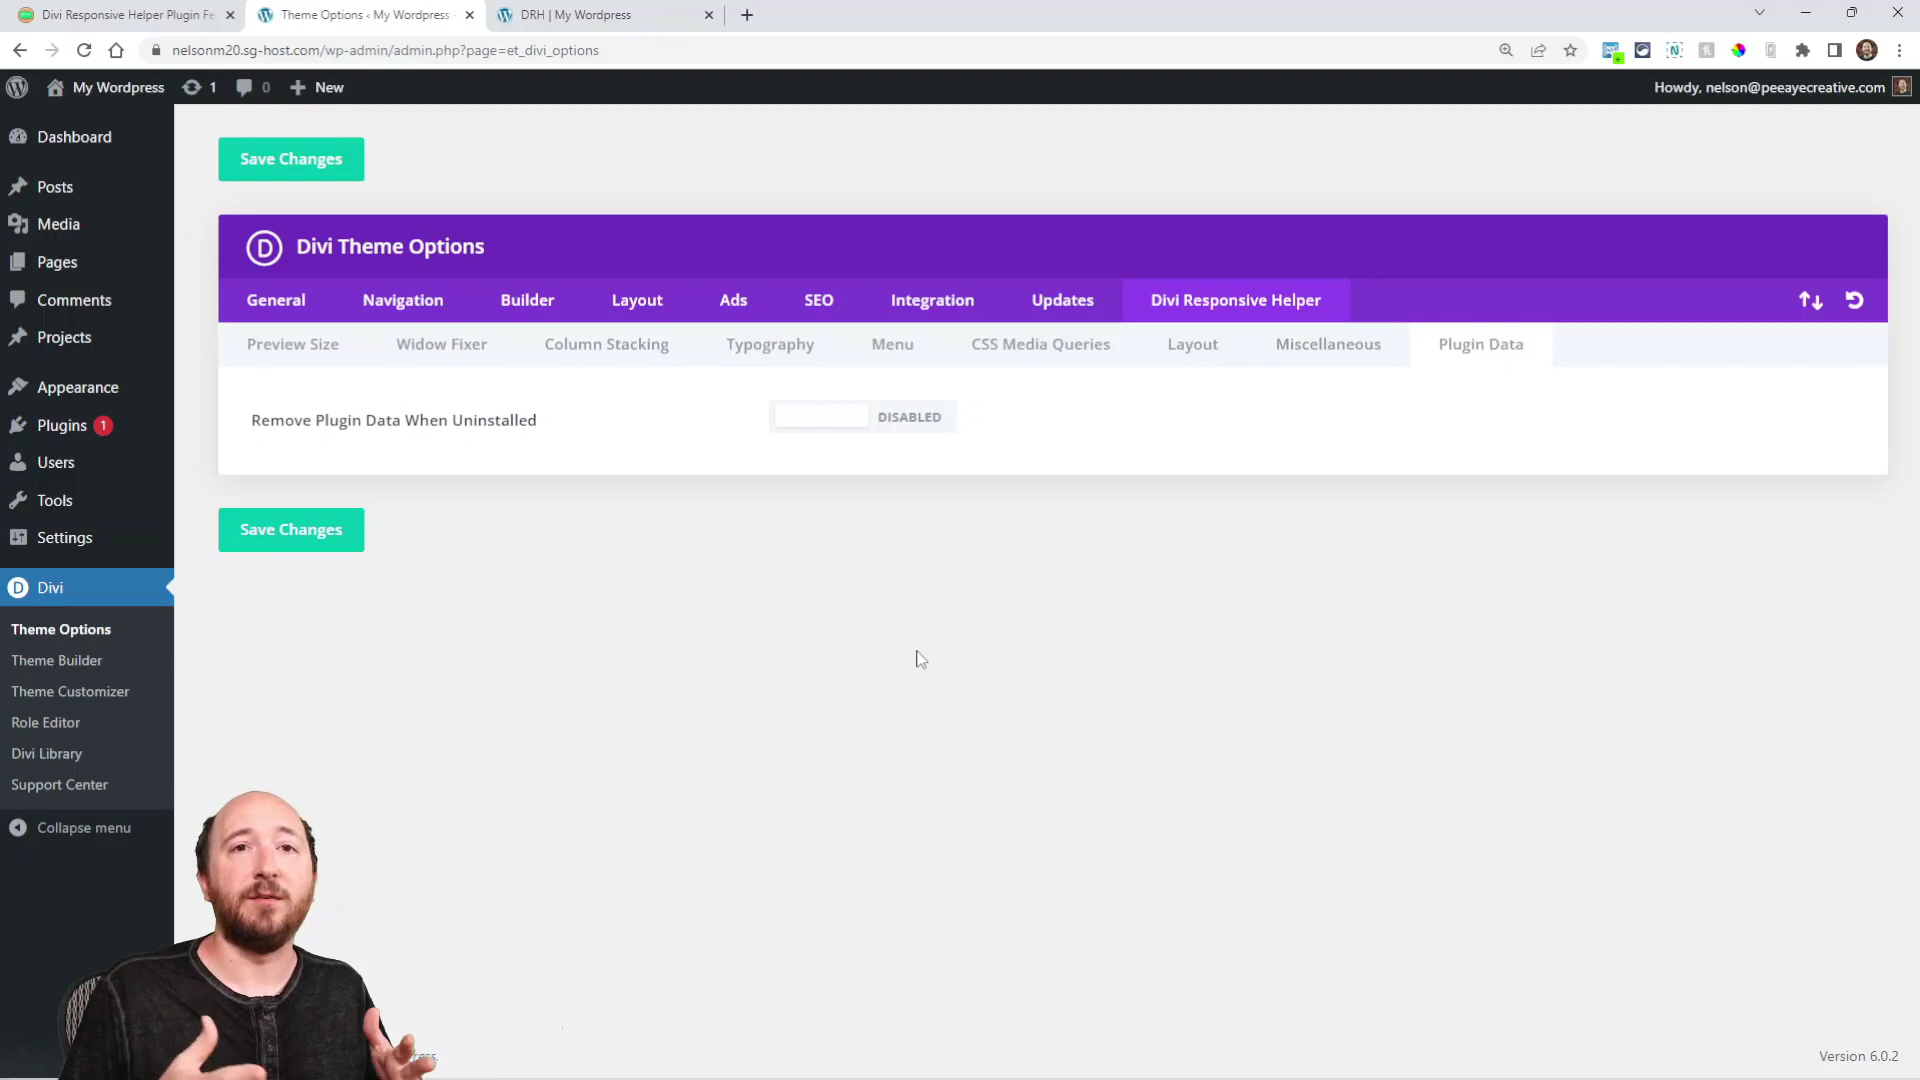 Divi Responsive Helper Plugin Fe
Theme Options ‹ My Wordpress
DRH | My Wordpress
nelsonm20.sg-host.com/wp-admin/admin.php?page=et_divi_options
My Wordpress
1
0
New
Howdy, nelson@peeayecreative.com
Dashboard
Posts
Media
Pages
Comments
Projects
Appearance
Plugins 1
Users
Tools
Settings
Divi
Theme Options
Theme Builder
Theme Customizer
Role Editor
Divi Library
Support Center
Collapse menu
Save Changes
D Divi Theme Options
General Navigation Builder Layout Ads SEO Integration Updates Divi Responsive Helper
Preview Size Widow Fixer Column Stacking Typography Menu CSS Media Queries Layout Miscellaneous Plugin Data
Remove Plugin Data When Uninstalled
DISABLED
Save Changes
Version 6.0.2